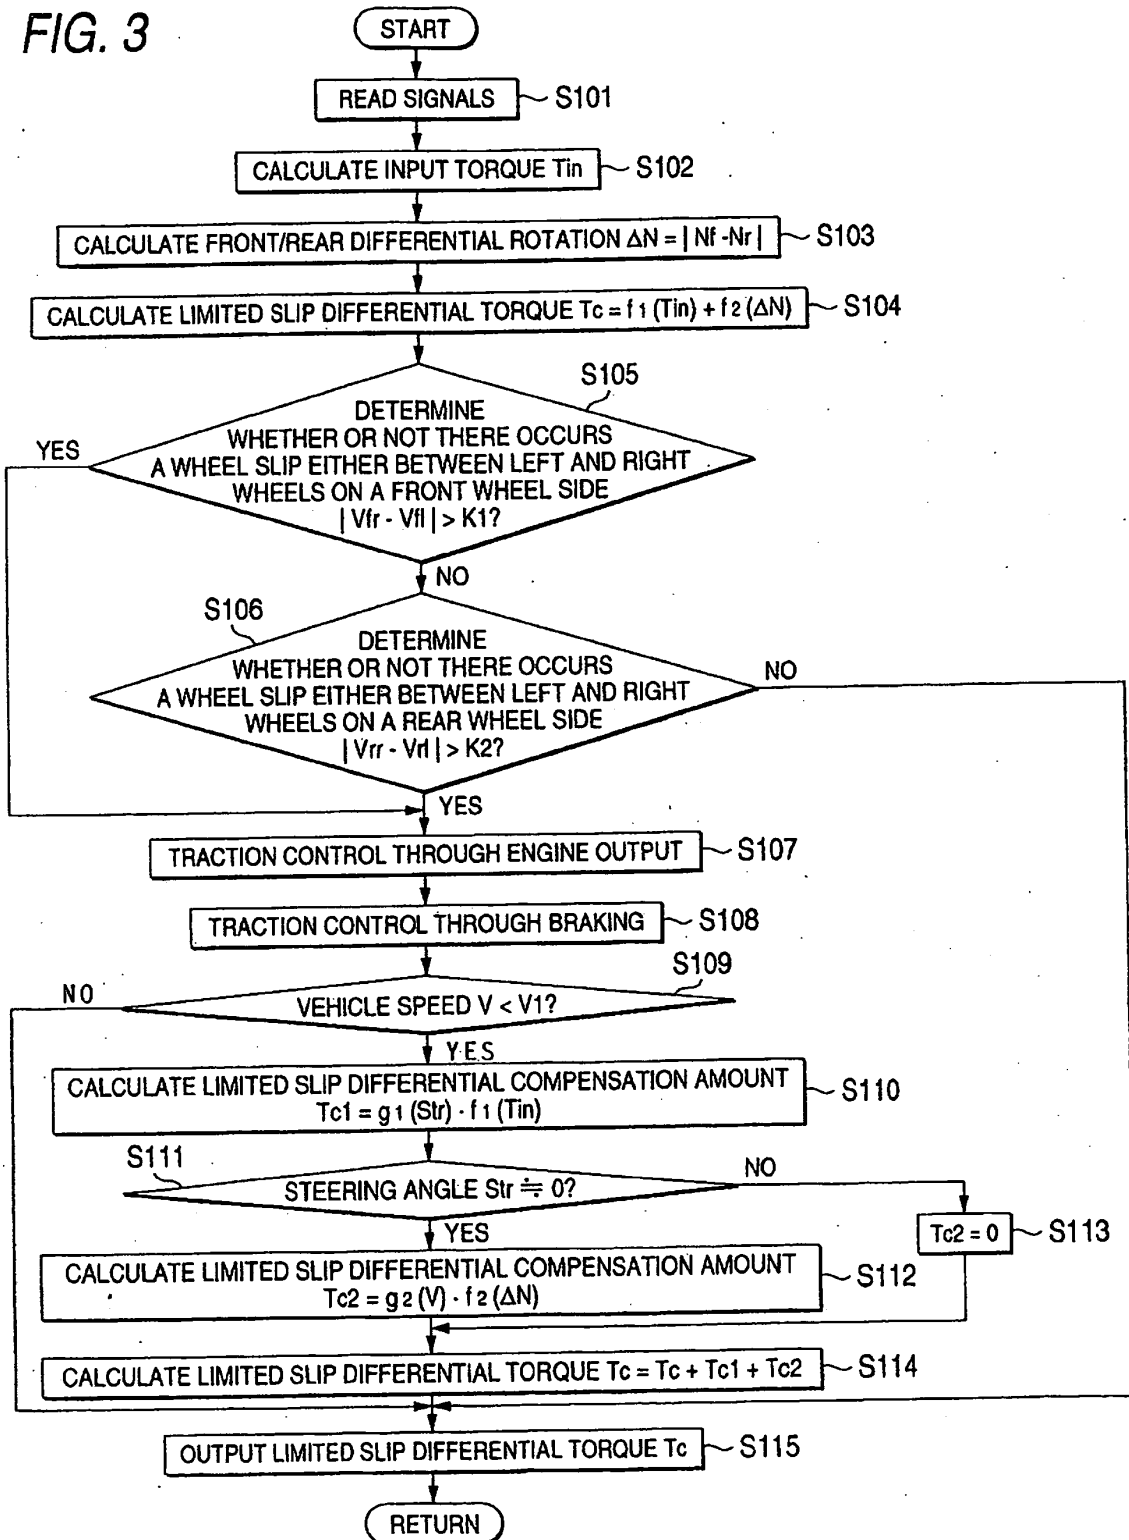 FIG. 3
START
READ SIGNALS
S101
CALCULATE INPUT TORQUE Tin
S102
CALCULATE FRONT/REAR DIFFERENTIAL ROTATION ΔN = | Nf -Nr |
S103
CALCULATE LIMITED SLIP DIFFERENTIAL TORQUE Tc = f1 (Tin) + f2 (ΔN)
S104
S105
DETERMINE
WHETHER OR NOT THERE OCCURS
A WHEEL SLIP EITHER BETWEEN LEFT AND RIGHT
WHEELS ON A FRONT WHEEL SIDE
| Vfr - Vfl | > K1?
YES
NO
S106
DETERMINE
WHETHER OR NOT THERE OCCURS
A WHEEL SLIP EITHER BETWEEN LEFT AND RIGHT
WHEELS ON A REAR WHEEL SIDE
| Vrr - Vrl | > K2?
NO
YES
TRACTION CONTROL THROUGH ENGINE OUTPUT
S107
TRACTION CONTROL THROUGH BRAKING
S108
S109
NO
VEHICLE SPEED V < V1?
YES
CALCULATE LIMITED SLIP DIFFERENTIAL COMPENSATION AMOUNT
Tc1 = g1 (Str) · f1 (Tin)
S110
S111
STEERING ANGLE Str ≒ 0?
NO
YES
Tc2 = 0
S113
CALCULATE LIMITED SLIP DIFFERENTIAL COMPENSATION AMOUNT
Tc2 = g2 (V) · f2 (ΔN)
S112
CALCULATE LIMITED SLIP DIFFERENTIAL TORQUE Tc = Tc + Tc1 + Tc2
S114
OUTPUT LIMITED SLIP DIFFERENTIAL TORQUE Tc
S115
RETURN